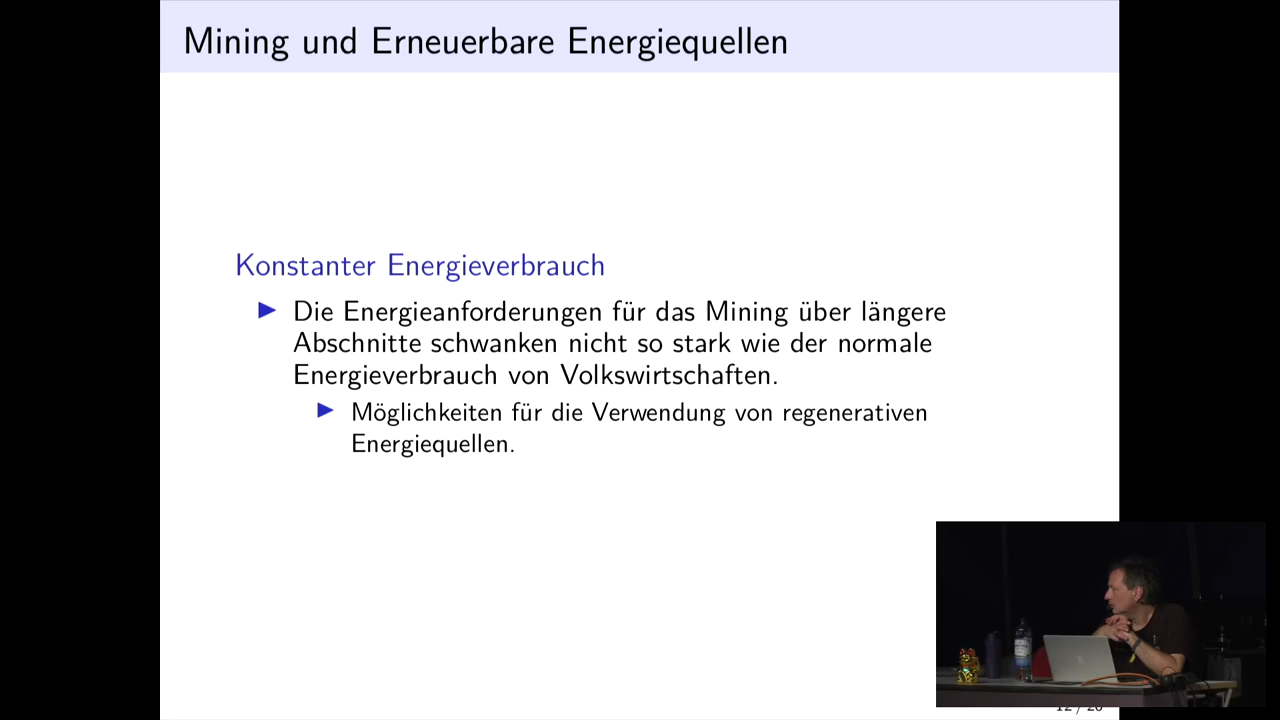 Mining und Erneuerbare Energiequellen
Konstanter Energieverbrauch
Die Energieanforderungen für das Mining über längere
Abschnitte schwanken nicht so stark wie der normale
Energieverbrauch von Volkswirtschaften.
Möglichkeiten für die Verwendung von regenerativen
Energiequellen.